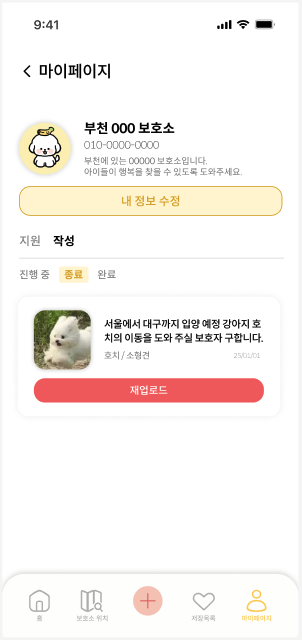 9:41
마이페이지
부천 000 보호소
010-0000-0000
부천에 있는 00000 보호소입니다.
아이들이 행복을 찾을 수 있도록 도와주세요.
내 정보 수정
지원 작성
진행 중 종료 완료
서울에서 대구까지 입양 예정 강아지 호
치의 이동을 도와 주실 보호자 구합니다.
호치 / 소형견 25/01/01
재업로드
홈 보호소 위치 저장목록 마이페이지